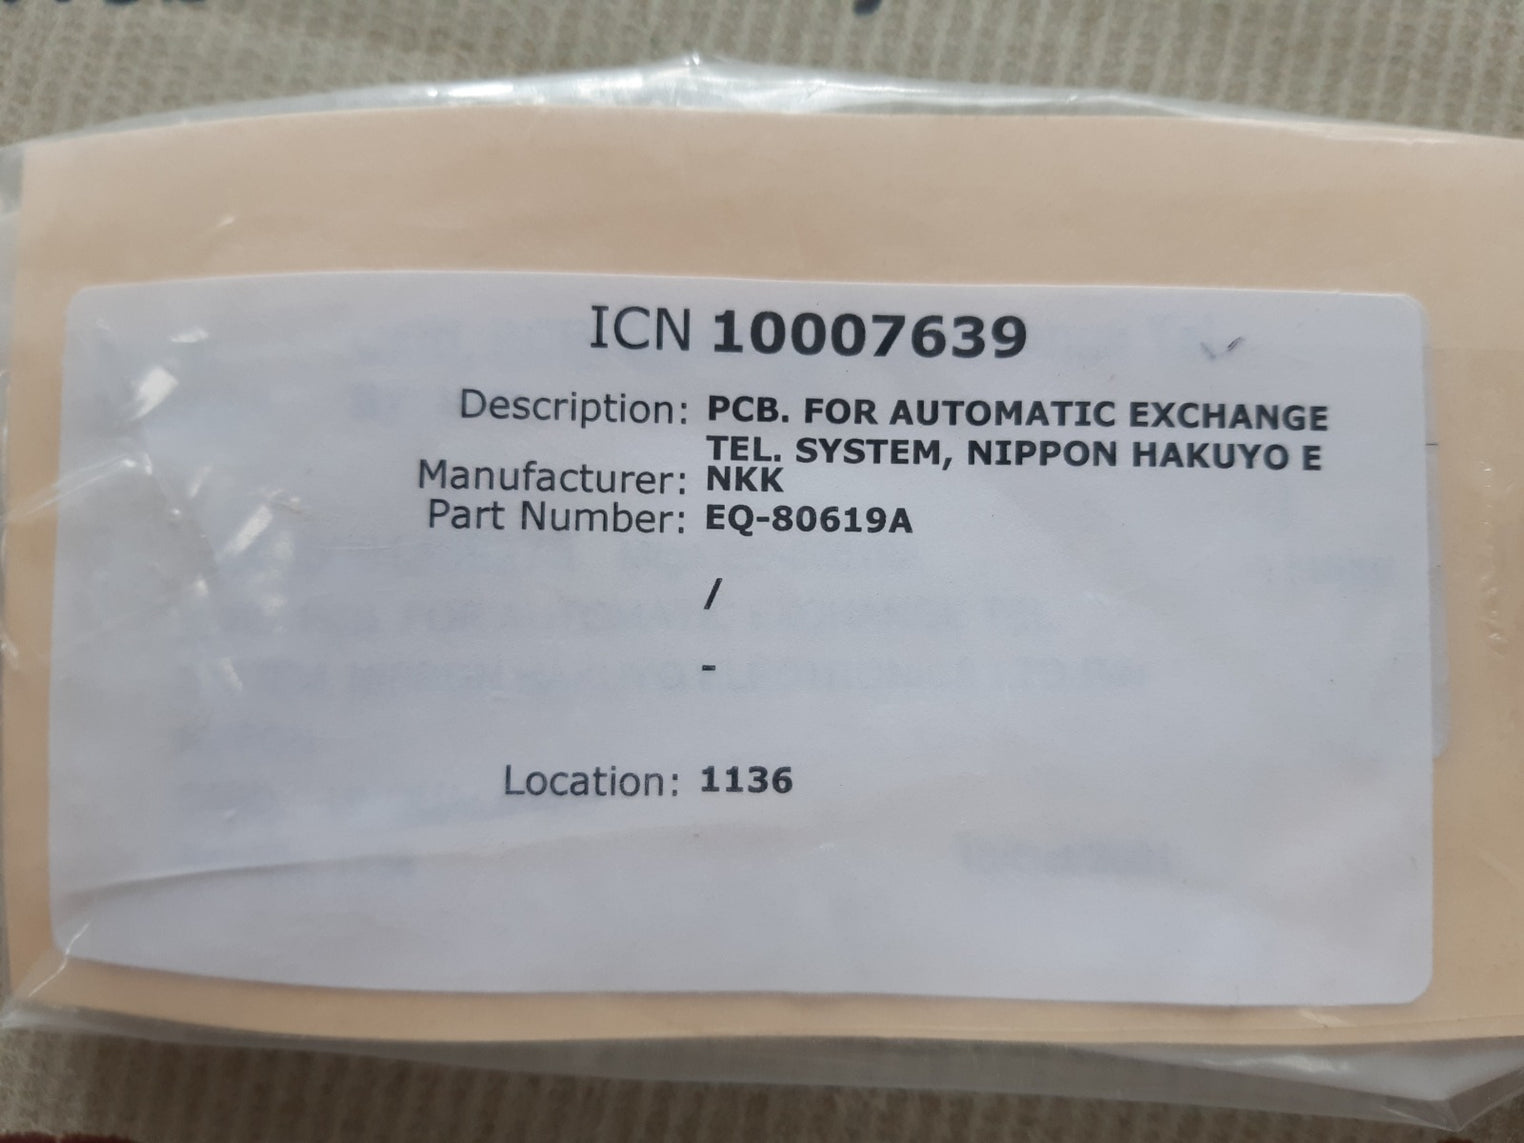 ICN 10007639
Description: PCB. FOR AUTOMATIC EXCHANGE
TEL. SYSTEM, NIPPON HAKUYO E
Manufacturer: NKK
Part Number: EQ-80619A
/
-
Location: 1136